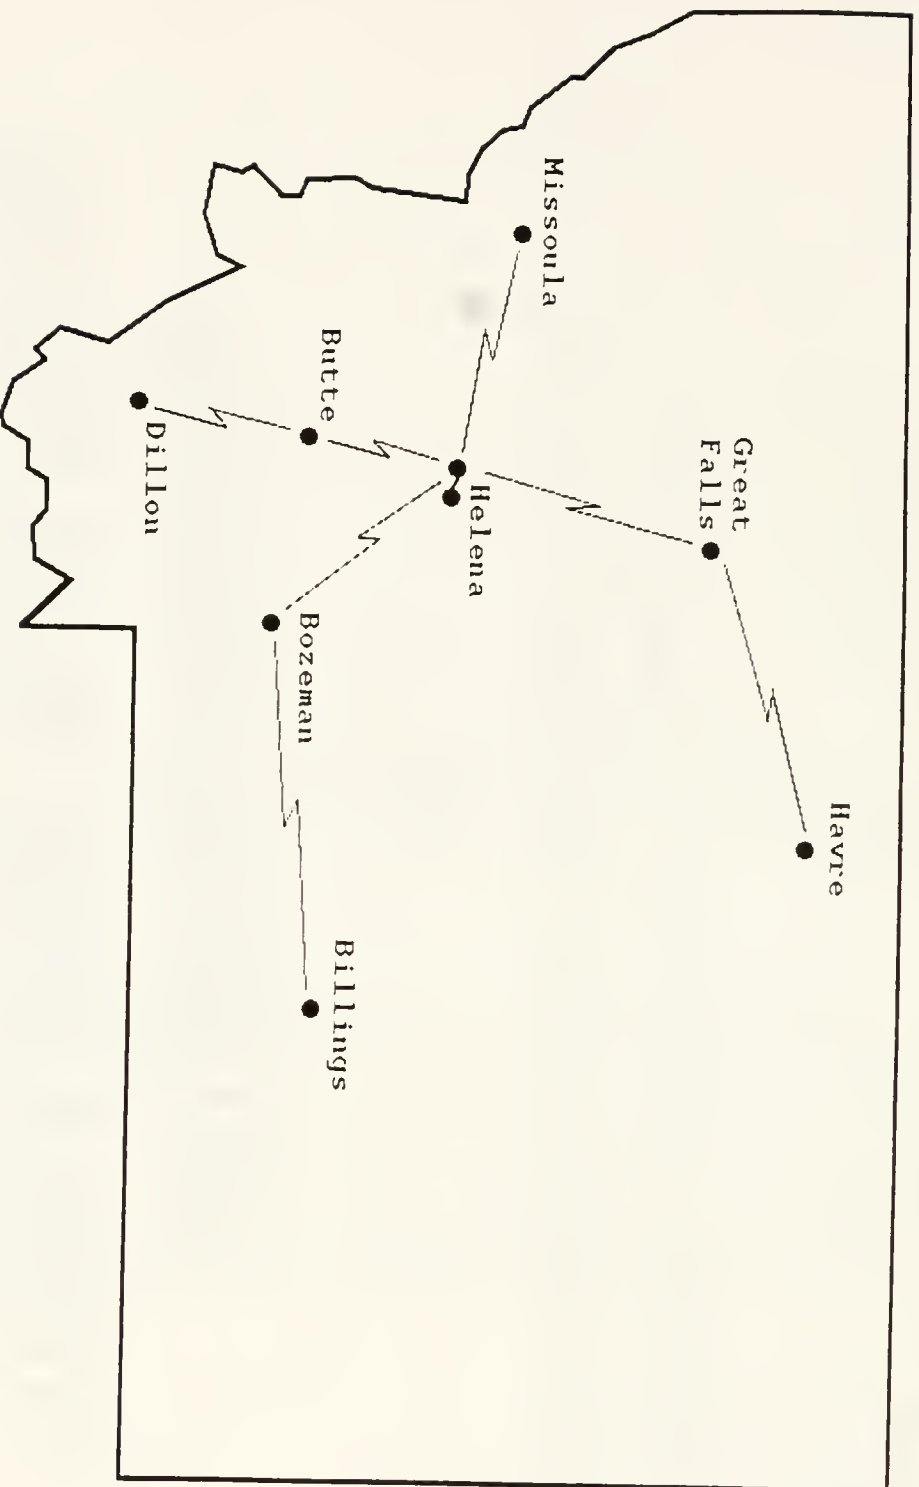 Havre
Great
Falls
Missoula
Helena
Billings
Butte
Bozeman
Dillon